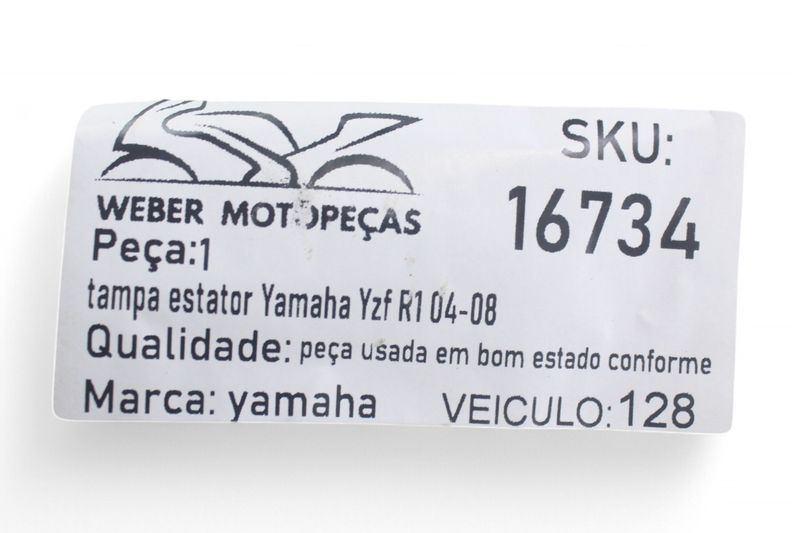 WEBER MOTOPEÇAS
SKU:
16734
Peça:1
tampa estator Yamaha Yzf R1 04-08
Qualidade: peça usada em bom estado conforme
Marca: yamaha
VEICULO: 128